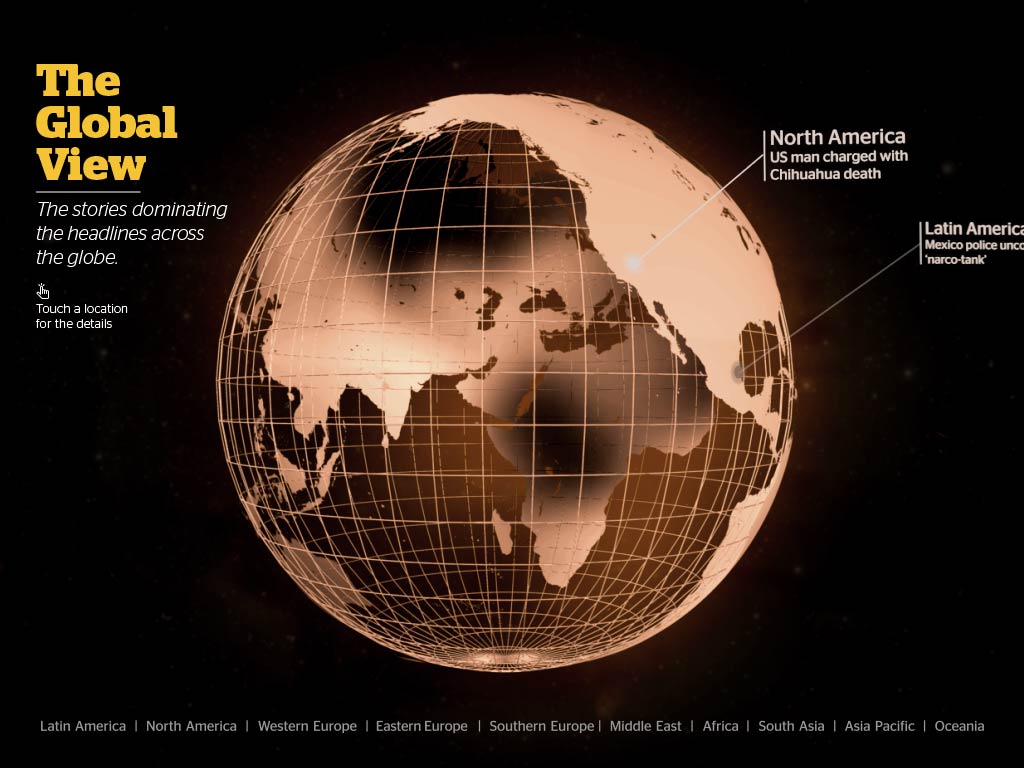 The
Global
View
The stories dominating
the headlines across
the globe.
Touch a location
for the details
North America
US man charged with
Chihuahua death
Latin America
Mexico police unco
'narco-tank'
Latin America | North America | Western Europe | Eastern Europe | Southern Europe | Middle East | Africa | South Asia | Asia Pacific | Oceania